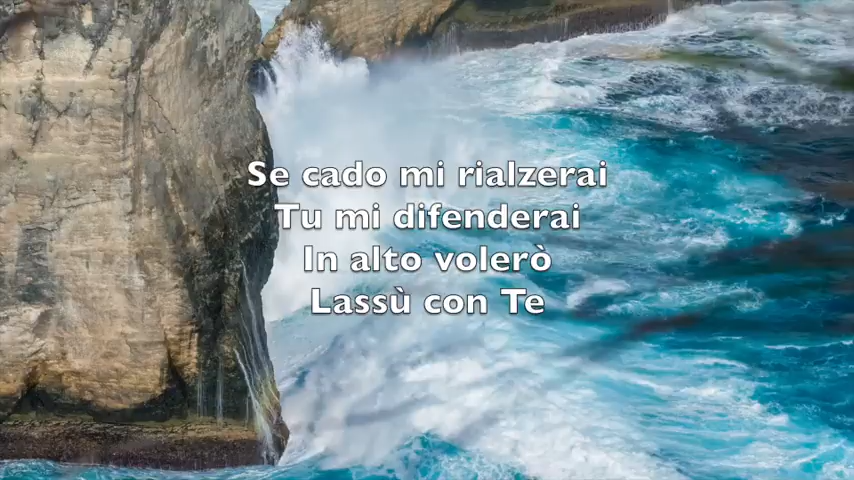 Se cado mi rialzerai
Tu mi difenderai
In alto volerò
Lassù con Te